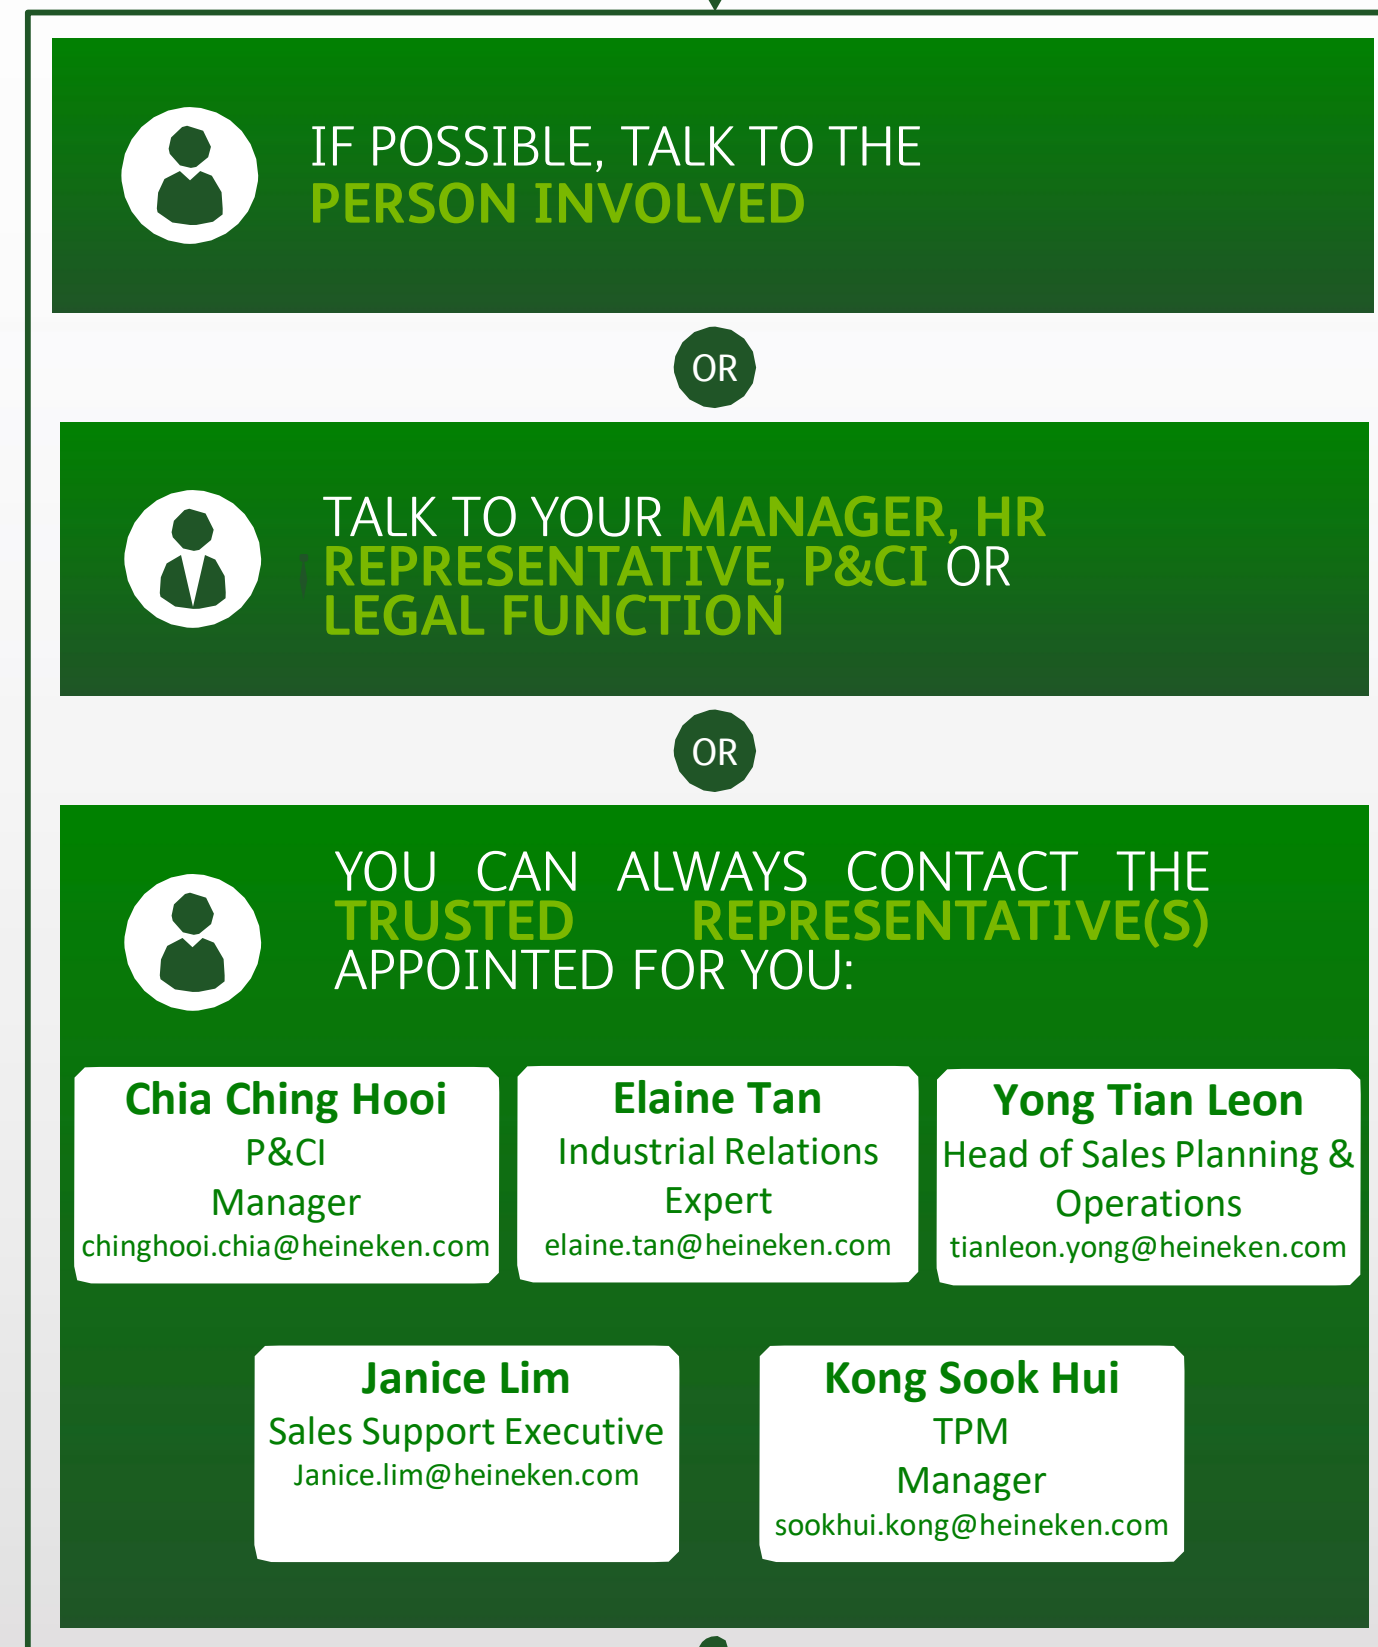 IF POSSIBLE, TALK TO THE
PERSON INVOLVED
OR
TALK TO YOUR MANAGER, HR
REPRESENTATIVE, P&CI OR
LEGAL FUNCTION
OR
YOU CAN ALWAYS CONTACT THE
TRUSTED REPRESENTATIVE(S)
APPOINTED FOR YOU:
Chia Ching Hooi
P&CI
Manager
chinghooi.chia@heineken.com
Elaine Tan
Industrial Relations
Expert
elaine.tan@heineken.com
Yong Tian Leon
Head of Sales Planning &
Operations
tianleon.yong@heineken.com
Janice Lim
Sales Support Executive
Janice.lim@heineken.com
Kong Sook Hui
TPM
Manager
sookhui.kong@heineken.com